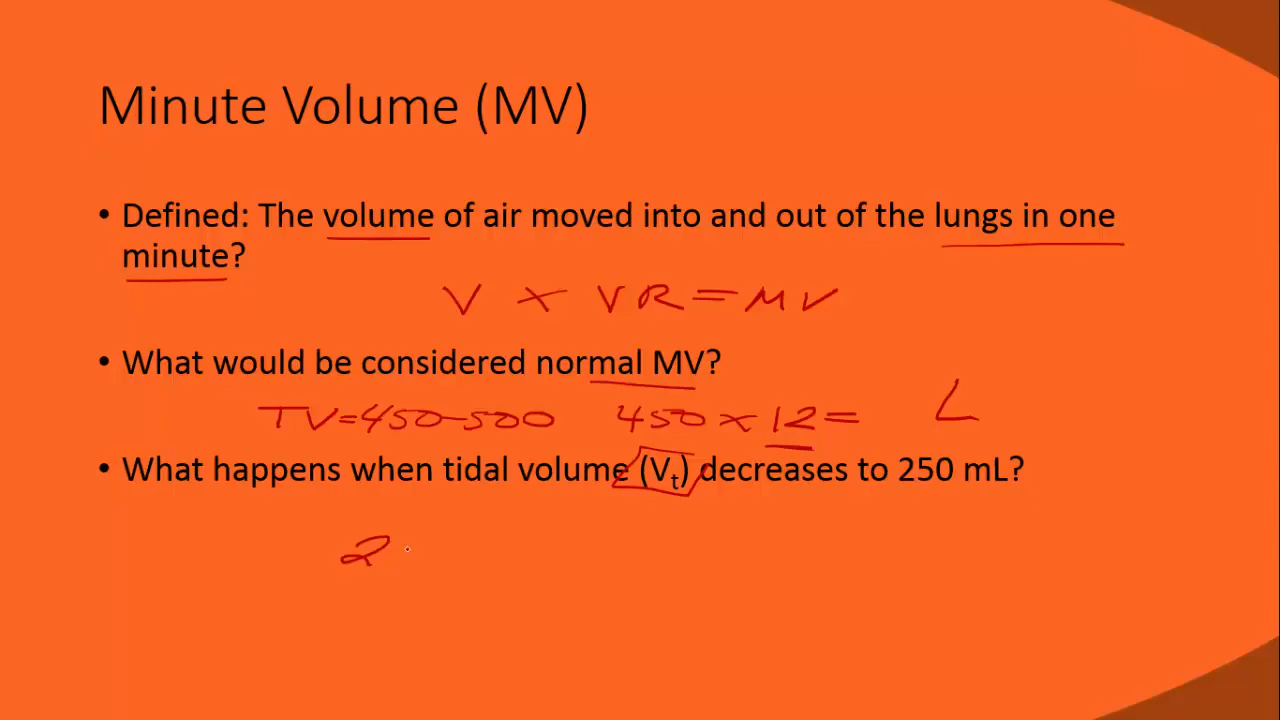 Minute Volume (MV)
• Defined: The volume of air moved into and out of the lungs in one
minute?
V × VR = MV
• What would be considered normal MV?
TV=450-500 450 × 12 = L
• What happens when tidal volume (Vt) decreases to 250 mL?
2